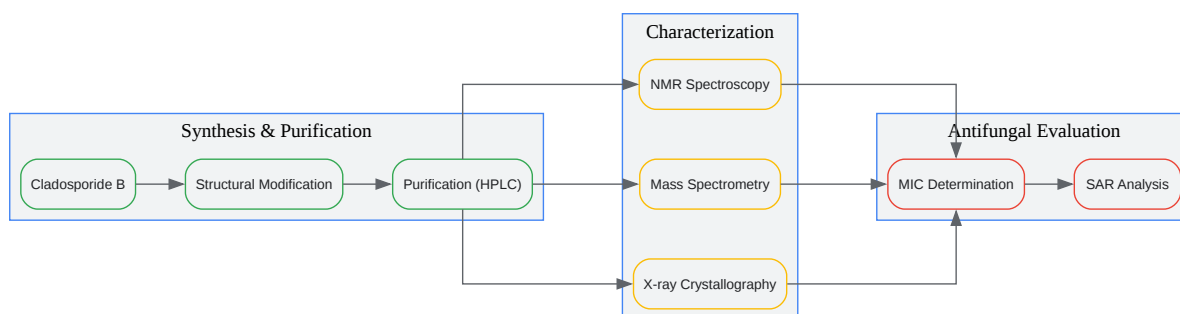 Synthesis & Purification
Cladosporide B
Structural Modification
Purification (HPLC)
Characterization
NMR Spectroscopy
Mass Spectrometry
X-ray Crystallography
Antifungal Evaluation
MIC Determination
SAR Analysis